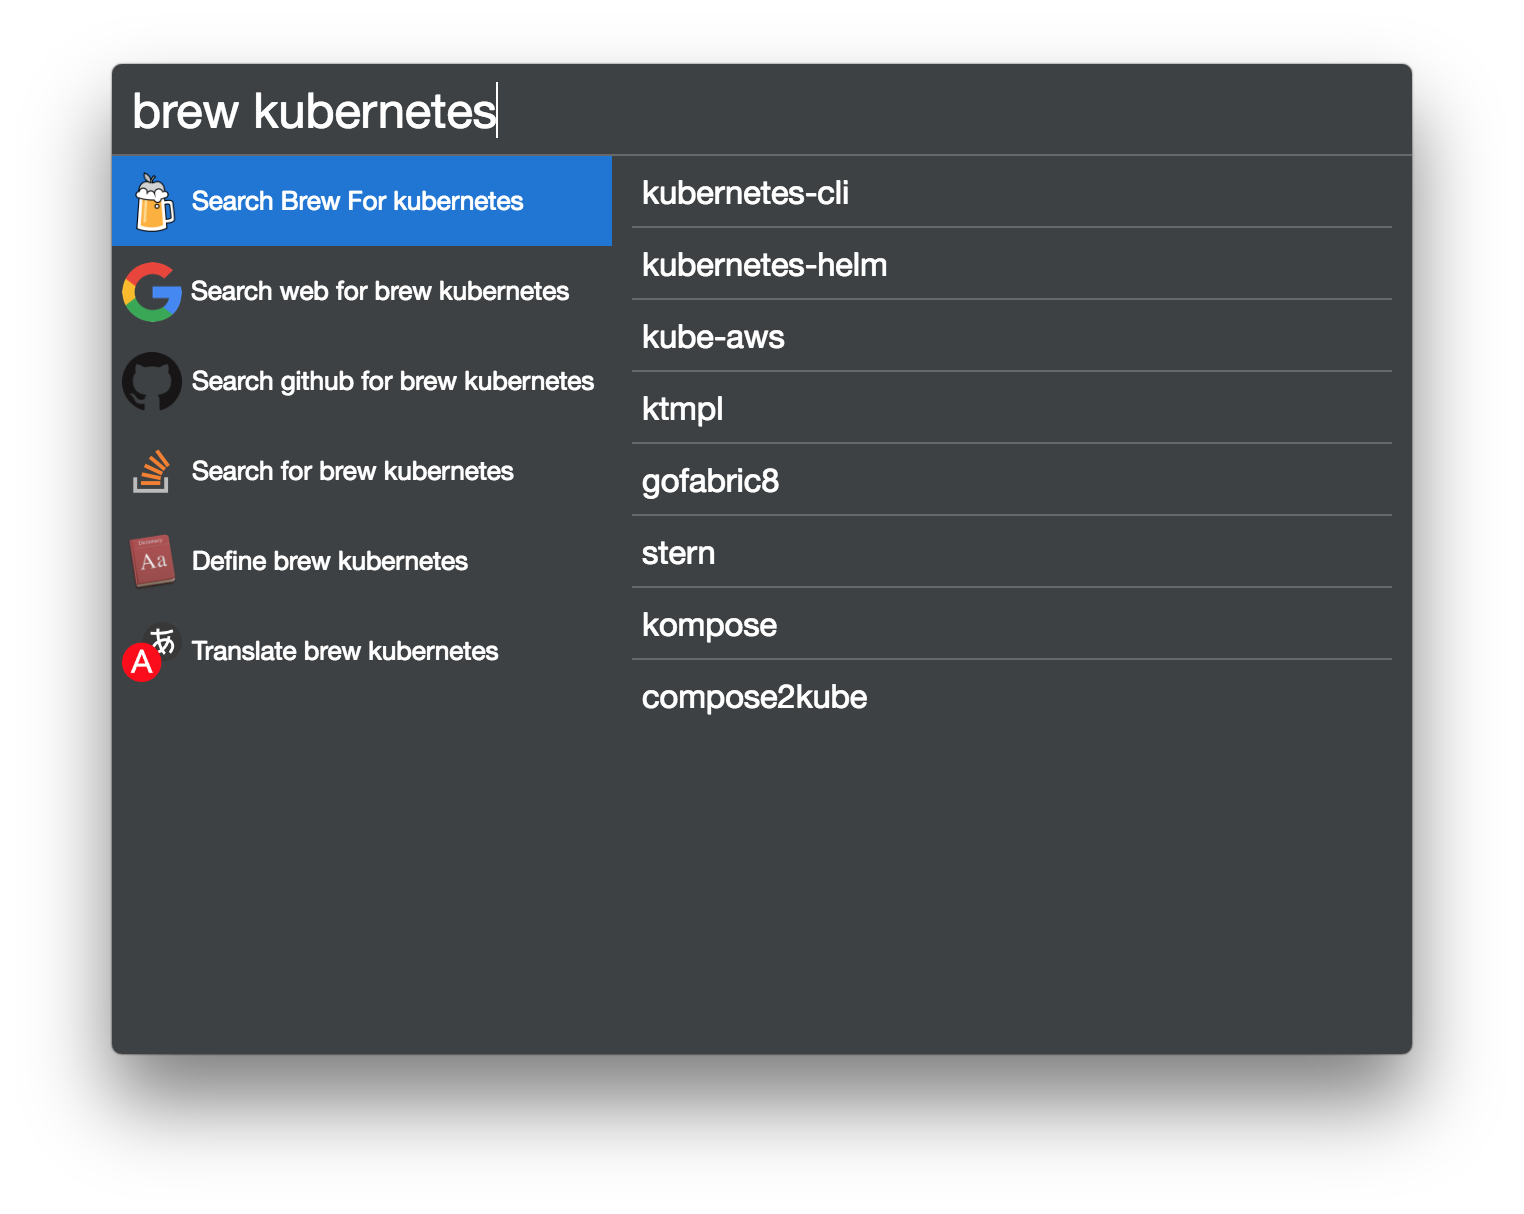 brew kubernetes
Search Brew For kubernetes
Search web for brew kubernetes
Search github for brew kubernetes
Search for brew kubernetes
Dictionary
Aa
Define brew kubernetes
あ
A
Translate brew kubernetes
kubernetes-cli
kubernetes-helm
kube-aws
ktmpl
gofabric8
stern
kompose
compose2kube